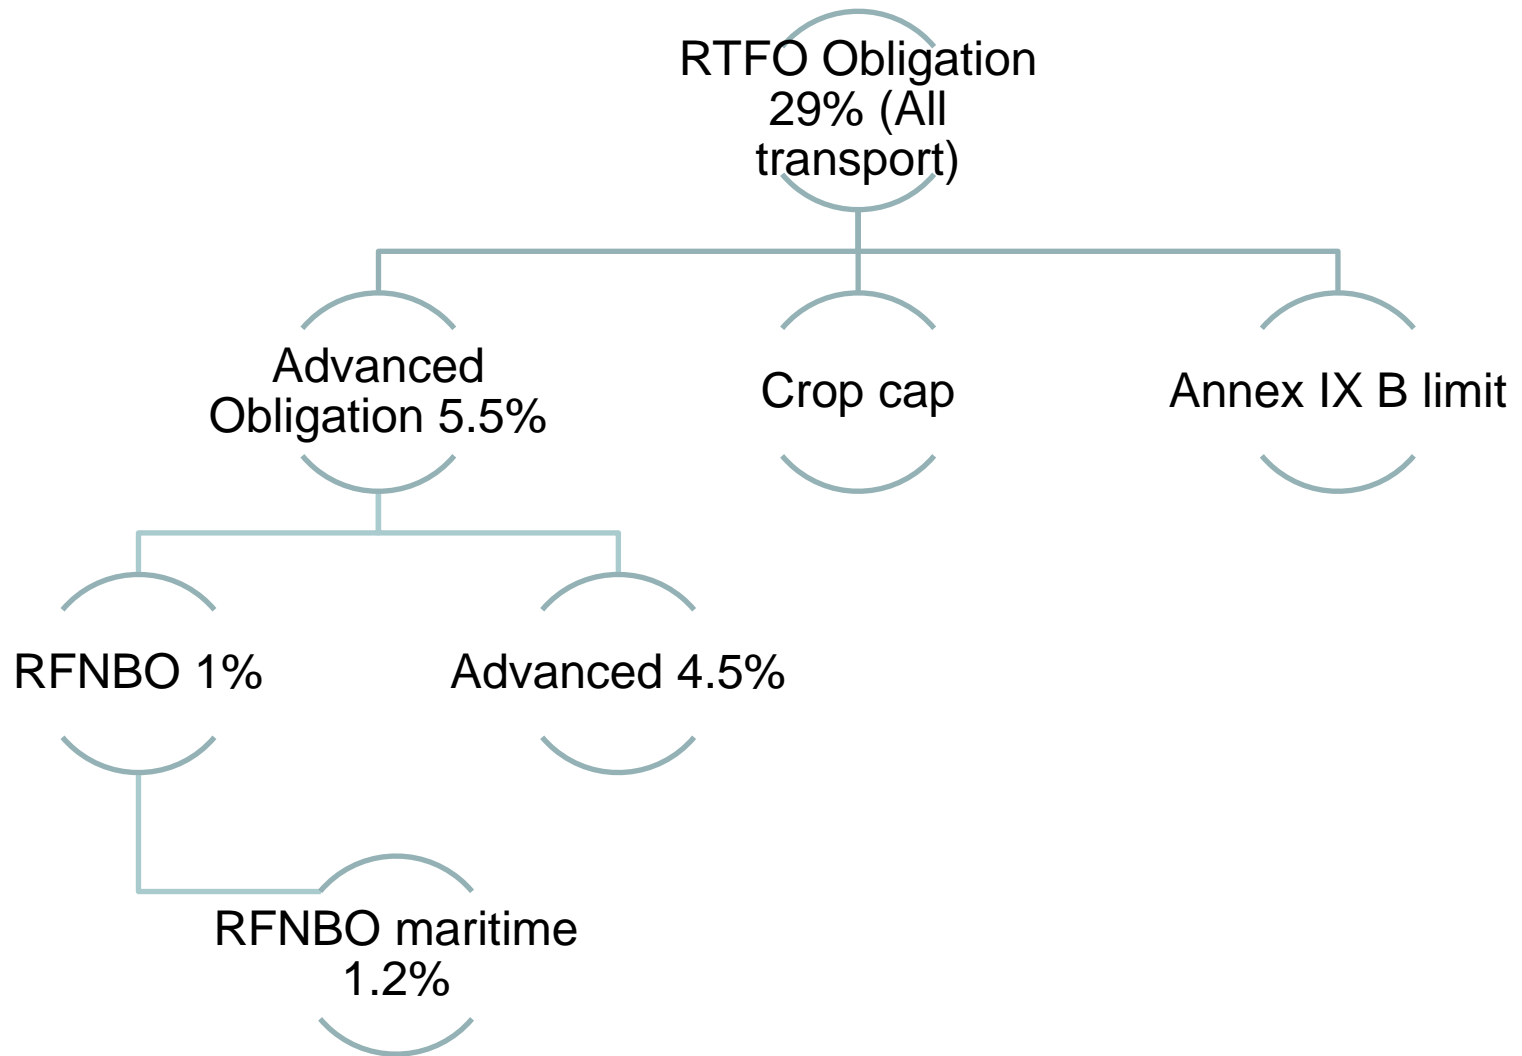 RTFO Obligation
29% (All
transport)
Advanced
Obligation 5.5%
Crop cap
Annex IX B limit
RFNBO 1%
Advanced 4.5%
RFNBO maritime
1.2%